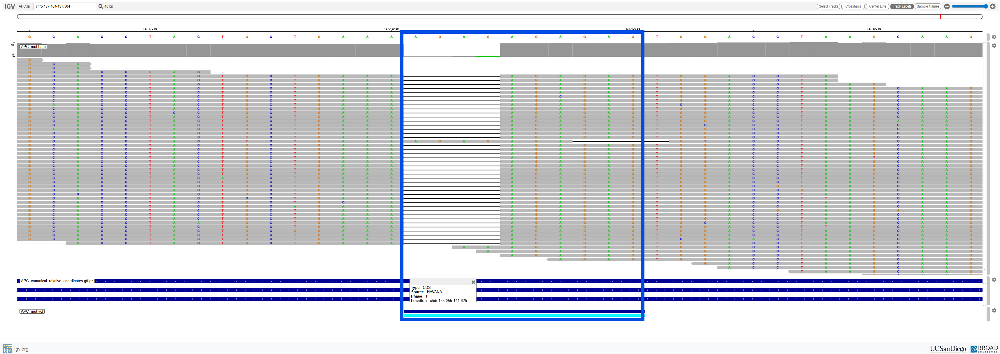 IGV APC.fa chr5:137,464-137,504 40 bp Select Tracks Crosshairs Center Line Track Labels Sample Names
137,470 bp 137,480 bp 137,490 bp 137,500 bp
G C A C C T A C T G C T G A A A A G A G A G A G A G T G G A C C T A A G C A A G
49
APC_mut.bam
0
G
G C A
G C A
G C A C C G A C
G C A C C T A C T G C T G A A A A G A G A G T G G A C C T A
G C A C C T A C T G C T G A A A A G A G A G T G G A C C T A
G C A C C T A C T G C T G A A A A G A G A G T G G A C C T A A G
G C A C C T A C T G C T G A A A A G A G A G T G G A C C T A A G C A A G
G C A C C T A C T G C T G A A A A G A G A G T G G A C C T A A G C A A G
G C A C C T A C T G C T G A A A A G C G A G T G G A C C T A A G C A A G
G C A C C T A C T G C T G A A A A G A G A G T G G A C C T A A G C A A G
G A A C C T A C T G C T G A A A A G A G A G T C G A C C T A A G C A A G
G C A C C T A C T G C T G A A A A G A G A G T G G A C C T A A G C A A G
G C A C C T C C T G C T G A A A A G A G A G T G G A C C T A A G C A A G
G C A C C T A C T G C T G A A A A G A G A G T G G A C C T A A G C A A G
G C A C C T A C T G C T G A A A A G A G A G T G G A C C T A A G A A A G
G C A C C T A C T G C T G A A A A G A G A G T G C A C C T A A G C A A G
G A A C C T A C T G C T G A A A A G A G A G T G G A C C T A A G C A A G
G C A C C T A C T G C T G A A A A G A G A G T G G A C C T A A G C A A G
G C A C C T A C T G C T G A A A A G A G A G T G G A C C T A A G C A A G
G C A C C T A C T T C T G A A A A G A G A G A G T A C C T A A G C A A G
G C A C C T A C T G C T G A A A A G A G A G T G G A C C T A A G C A A G
G C A C C T A C T G C T G A A A A G A G A G T G G A C C T A A G C A A G
G C A C C T A C T G C T G A A A A G A G A G T G G A C C T A A G C A A G
G C A C C T A C T G C T G A A A A G A G A G T G G A C C T A A T C A A G
G C A C C T A C T G C T G A A A A G A G A G T G G A C C T A A G C A A G
G C A C C T A C T G C T G A A A A G A G A G T G G A C C T A A G C A A G
G C A C C T A C T G C T G A A A A G A G A G T G G A C C T A A G C A A G
G C A C C T A C T G C T G A A A A G A G A G T G G A C C T A A G C A A G
G C A C C T A C A G C T G A A A A G A G A G T G G A C C T A A G C A A G
G C A C C T A C T G C T T A A A A G A G A G T G G A C C T A A G C A A G
G C A C C T A C T G C T G A A A A G A G A G T G G A C G T A A G C A A G
G C A C C T A C T G C T G A A A A G A G A G T G G A C C G A A G C A A G
G C C C C T A C T G C T G A A A A G A G A G T G G A C C T A A G C A A G
G C A C C T A C T C C T G A A A A G A G A G T G G A C C T T A G C A A G
G C A C C T A C T G C T G C A A A G A G A G T G G A C C T A A G C A A G
G C A C C T A C T G C A G A A A A G A G A G T G G A C C T A A G C A A G
G C A C C T A C T G C T G A A A A G A G A G T G G A C G T A A G G A A G
G C A C C T A C T G C T G A A A A G A G A G T G G A C C T A A G C A A G
G C A C C T A C T G C T G A A A A G A G A G T G G A C C T A A G C A A G
G C A C C T A A T G C T G A A A A G A G A G T G C A C C T A A G C A A G
G C A C C T A C T G C T G A A A A G A G A G T G G A C C T T A G C A A G
G C A C C T A C T G C G G A A A A G A G A G T G G A C C T A A G C A A G
G C A C C T A C T G C T G A A A A G A G A G T G G A C C T A A G C A A G
G C A C C T A C T G C T G A A A A G A G A G T C G A A C T A A G C A A G
A C C T A C T G C T G A A A A G A G A G T G G A C C T A A G C A A G
A A A G A G A G T G G A C C T A A G C A A G
A A G A G A G T G G A C C T A A G C A A G
A G A G A G T G G A C C T A A G C A A G
A G A G T G G A C C T A A G C A A G
G A C C T A A G C A A G
A C C T A A G C A A G
T A A G C A A G
APC_canonical_relative_coordinates.gtf.gz
Type CDS
Source HAVANA
Phase 1
Location chr5:135,055-141,625
APC_mut.vcf
igv igv.org UC San Diego BROAD
INSTITUTE